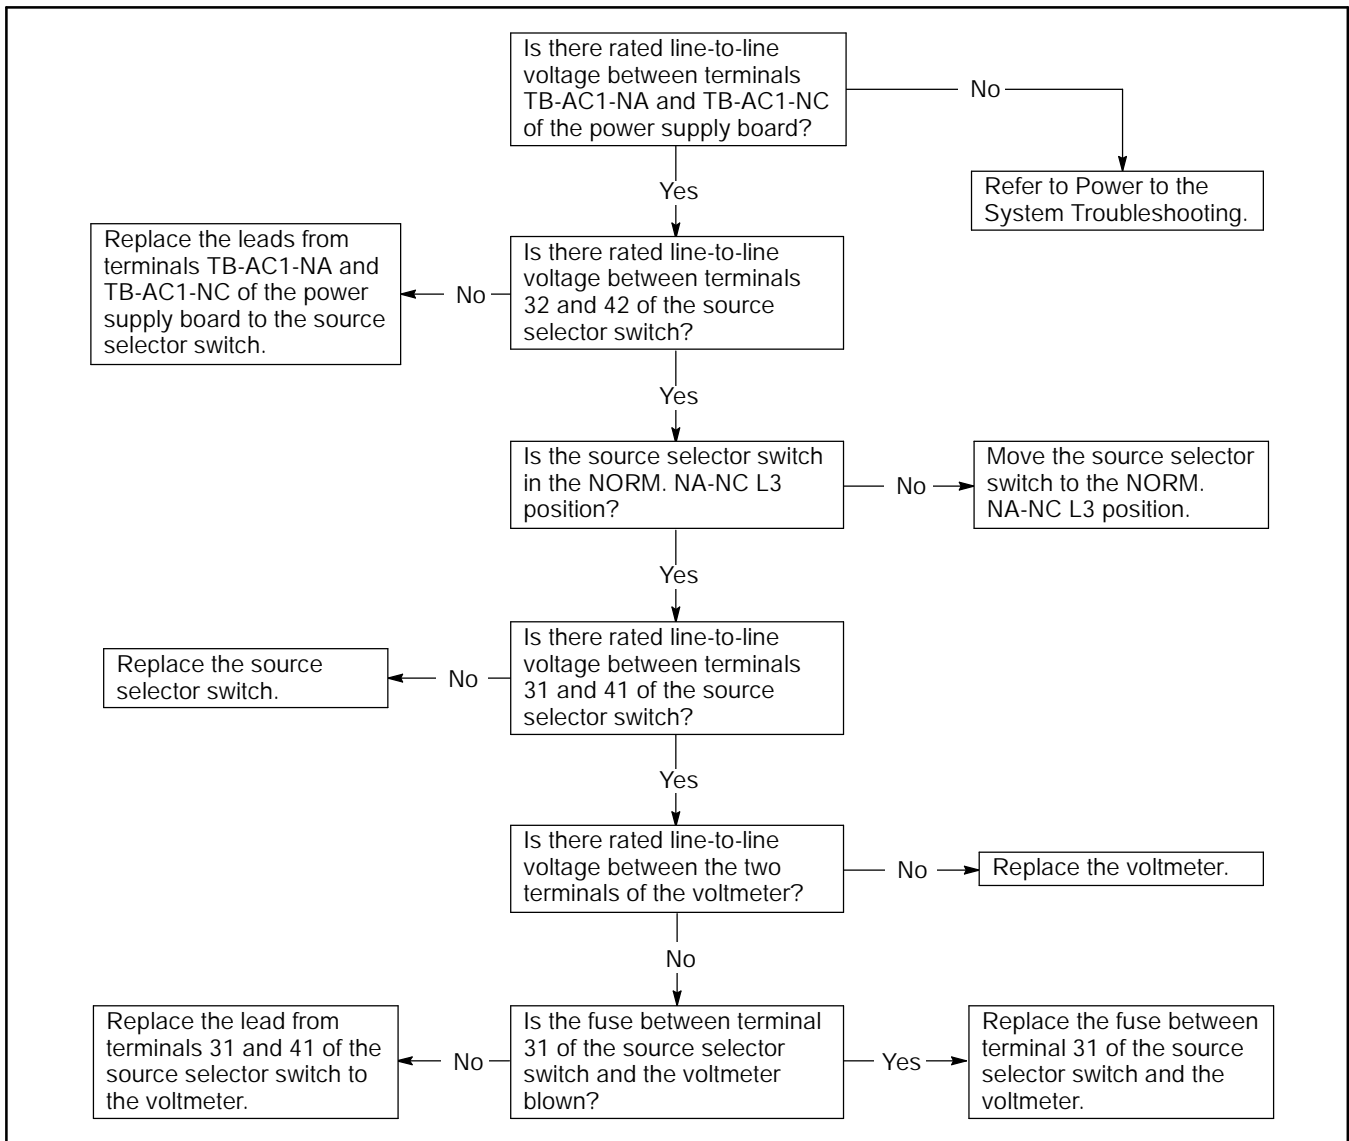 Is there rated line-to-line
voltage between terminals
TB-AC1-NA and TB-AC1-NC
of the power supply board?
No
Yes
Refer to Power to the
System Troubleshooting.
Replace the leads from
terminals TB-AC1-NA and
TB-AC1-NC of the power
supply board to the source
selector switch.
No
Is there rated line-to-line
voltage between terminals
32 and 42 of the source
selector switch?
Yes
Is the source selector switch
in the NORM. NA-NC L3
position?
No
Move the source selector
switch to the NORM.
NA-NC L3 position.
Yes
Replace the source
selector switch.
No
Is there rated line-to-line
voltage between terminals
31 and 41 of the source
selector switch?
Yes
Is there rated line-to-line
voltage between the two
terminals of the voltmeter?
No
Replace the voltmeter.
No
Replace the lead from
terminals 31 and 41 of the
source selector switch to
the voltmeter.
No
Is the fuse between terminal
31 of the source selector
switch and the voltmeter
blown?
Yes
Replace the fuse between
terminal 31 of the source
selector switch and the
voltmeter.